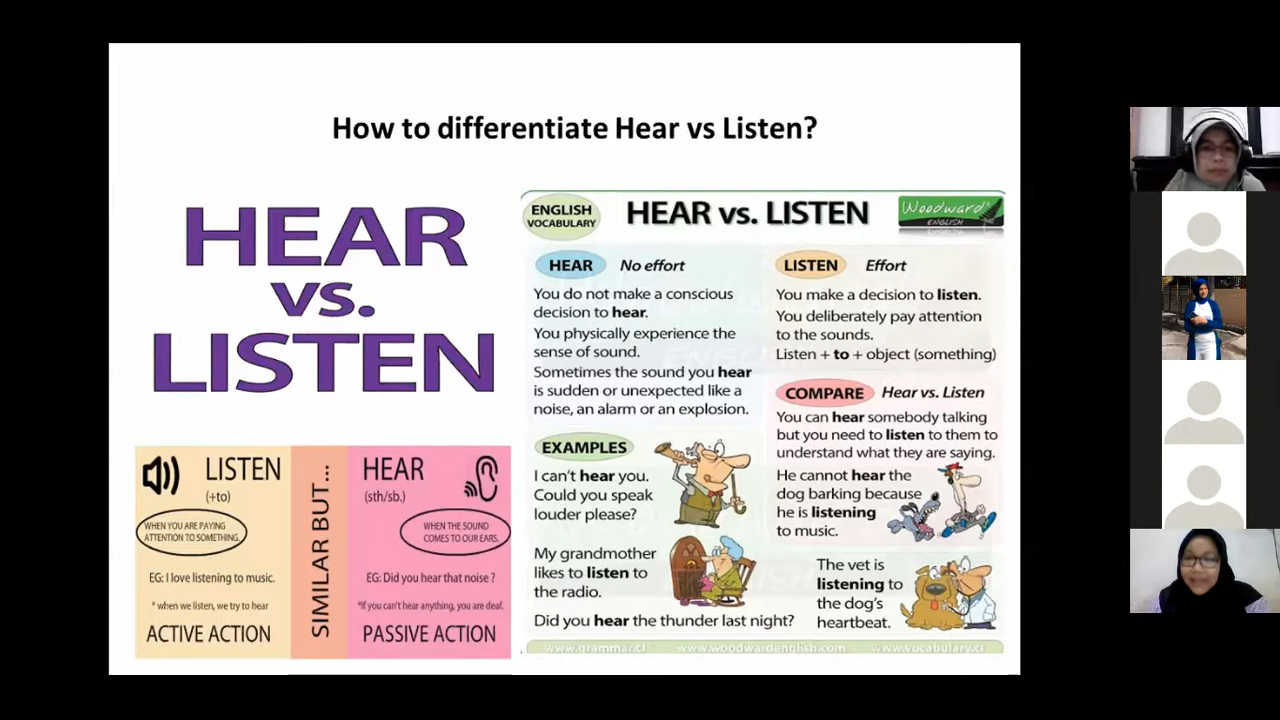 How to differentiate Hear vs Listen?
HEAR
vs.
LISTEN
LISTEN
(+to)
WHEN YOU ARE PAYING
ATTENTION TO SOMETHING.
EG: I love listening to music.
* when we listen, we try to hear
ACTIVE ACTION
SIMILAR BUT...
HEAR
(sth/sb.)
WHEN THE SOUND
COMES TO OUR EARS.
EG: Did you hear that noise ?
*If you can't hear anything, you are deaf.
PASSIVE ACTION
ENGLISH
VOCABULARY
HEAR vs. LISTEN
Woodward
ENGLISH
HEAR No effort
You do not make a conscious
decision to hear.
You physically experience the
sense of sound.
Sometimes the sound you hear
is sudden or unexpected like a
noise, an alarm or an explosion.
LISTEN Effort
You make a decision to listen.
You deliberately pay attention
to the sounds.
Listen + to + object (something)
COMPARE Hear vs. Listen
You can hear somebody talking
but you need to listen to them to
understand what they are saying.
He cannot hear the
dog barking because
he is listening
to music.
EXAMPLES
I can't hear you.
Could you speak
louder please?
My grandmother
likes to listen to
the radio.
Did you hear the thunder last night?
The vet is
listening to
the dog's
heartbeat.
www.grammar.cl www.woodwardenglish.com www.vocabulary.cl